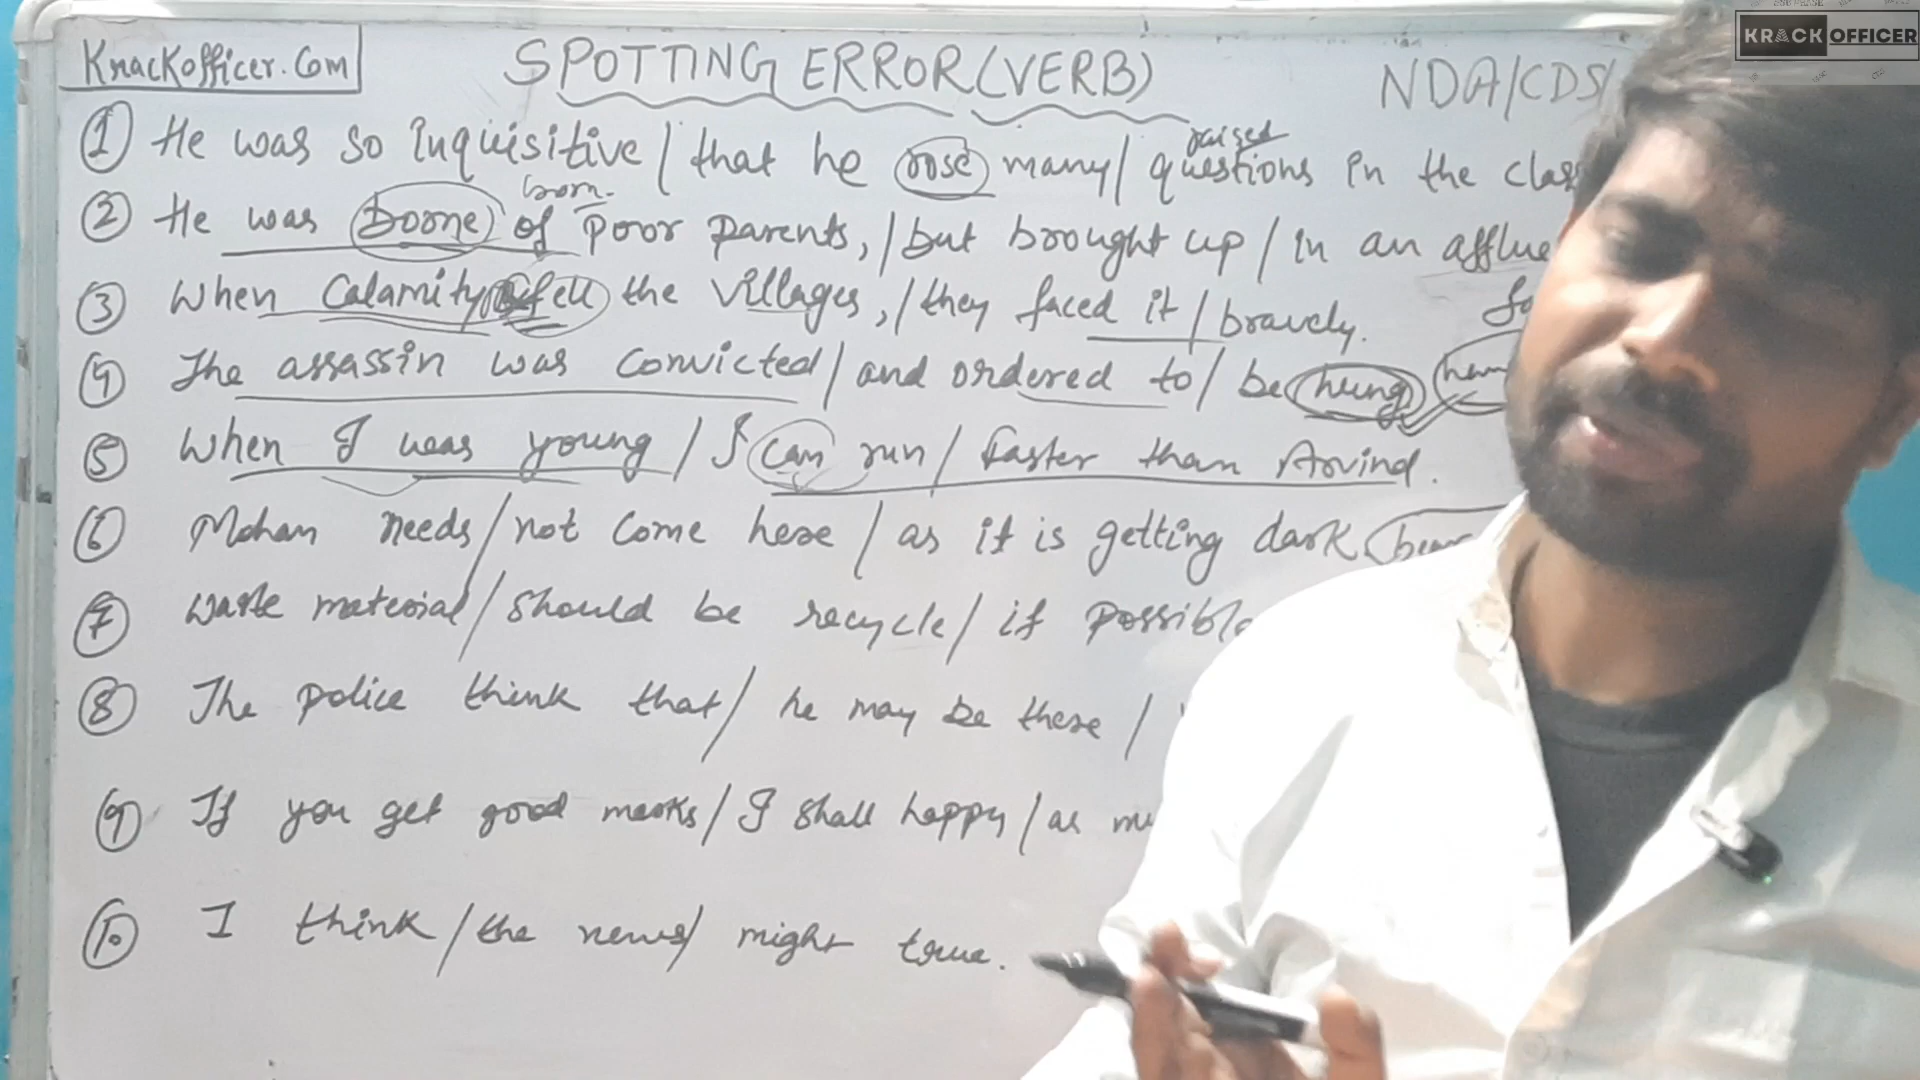 KRACK OFFICER
KrackOfficer.Com
SPOTTING ERROR (VERB)
NDA/CDS/
① He was so inquisitive / that he rose many / questions in the clas
raised
② He was borne of poor parents, / but brought up / in an afflue
born.
③ When calamity fell the villages, / they faced it / bravely.
④ The assassin was convicted / and ordered to / be hung
⑤ When I was young / I can run / faster than Arvind.
⑥ Mohan needs / not come here / as it is getting dark
⑦ Waste material / should be recycle / if possible
⑧ The police think that / he may be there /
⑨ If you get good marks / I shall happy / as
⑩ I think / the news / might true.